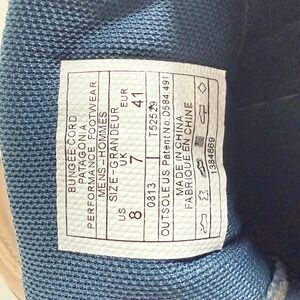 BUNGEE CORD
PATAGONIA
PERFORMANCE FOOTWEAR
MENS-HOMMES
SIZE-GRANDEUR
US UK EUR
8 7 41
0813 T52529
OUTSOLE US Patent No.D584,491
MADE IN CHINA
FABRIQUE EN CHINE
1384869